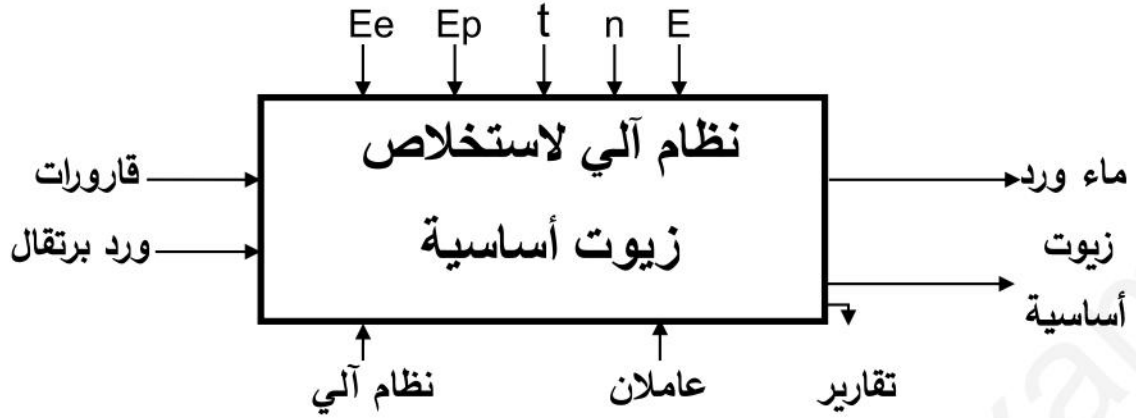 Ee Ep t n E
نظام آلي لاستخلاص
زيوت أساسية
قارورات
ورد برتقال
ماء ورد
زيوت
أساسية
نظام آلي
عاملان
تقارير